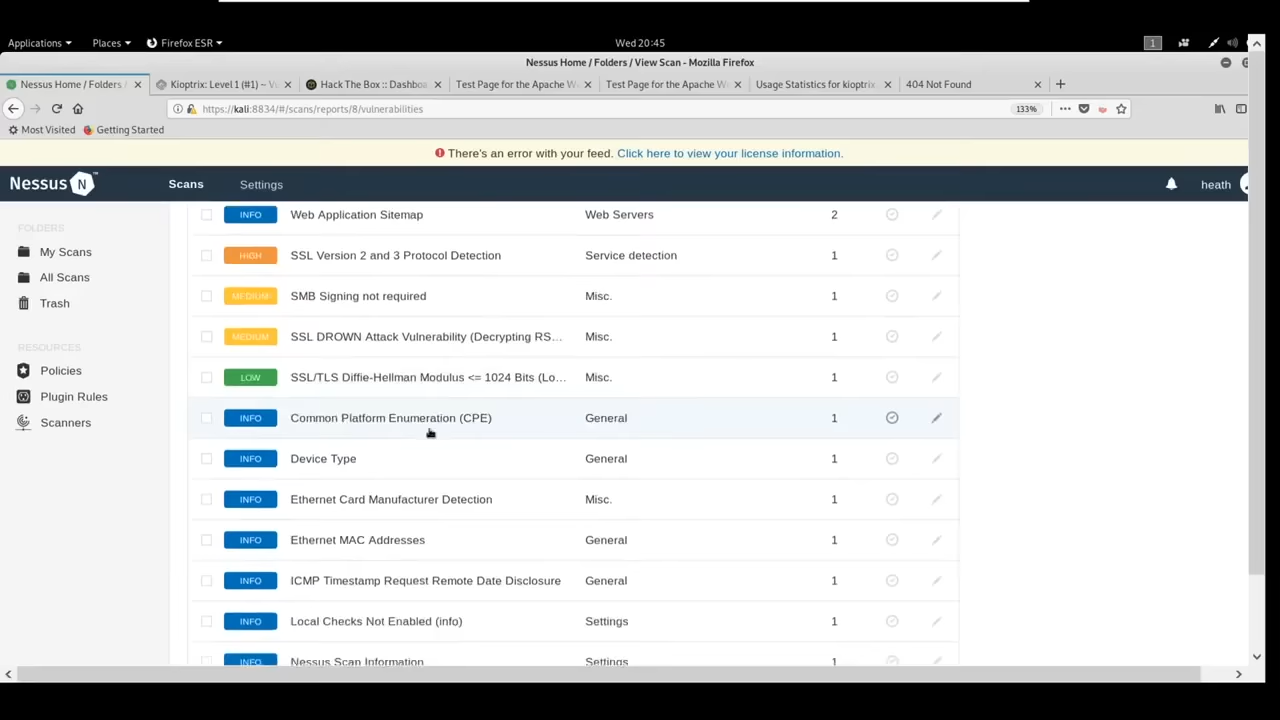 Applications Places Firefox ESR Wed 20:45 1
Nessus Home / Folders / View Scan - Mozilla Firefox
Nessus Home / Folders / Kioptrix: Level 1 (#1) ~ Vu Hack The Box :: Dashboa Test Page for the Apache W Test Page for the Apache W Usage Statistics for kioptrix. 404 Not Found
https://kali:8834/#/scans/reports/8/vulnerabilities 133%
Most Visited Getting Started
There's an error with your feed. Click here to view your license information.
Nessus N Scans Settings heath
FOLDERS
My Scans
All Scans
Trash
RESOURCES
Policies
Plugin Rules
Scanners
INFO Web Application Sitemap Web Servers 2
HIGH SSL Version 2 and 3 Protocol Detection Service detection 1
MEDIUM SMB Signing not required Misc. 1
MEDIUM SSL DROWN Attack Vulnerability (Decrypting RS... Misc. 1
LOW SSL/TLS Diffie-Hellman Modulus <= 1024 Bits (Lo... Misc. 1
INFO Common Platform Enumeration (CPE) General 1
INFO Device Type General 1
INFO Ethernet Card Manufacturer Detection Misc. 1
INFO Ethernet MAC Addresses General 1
INFO ICMP Timestamp Request Remote Date Disclosure General 1
INFO Local Checks Not Enabled (info) Settings 1
INFO Nessus Scan Information Settings 1